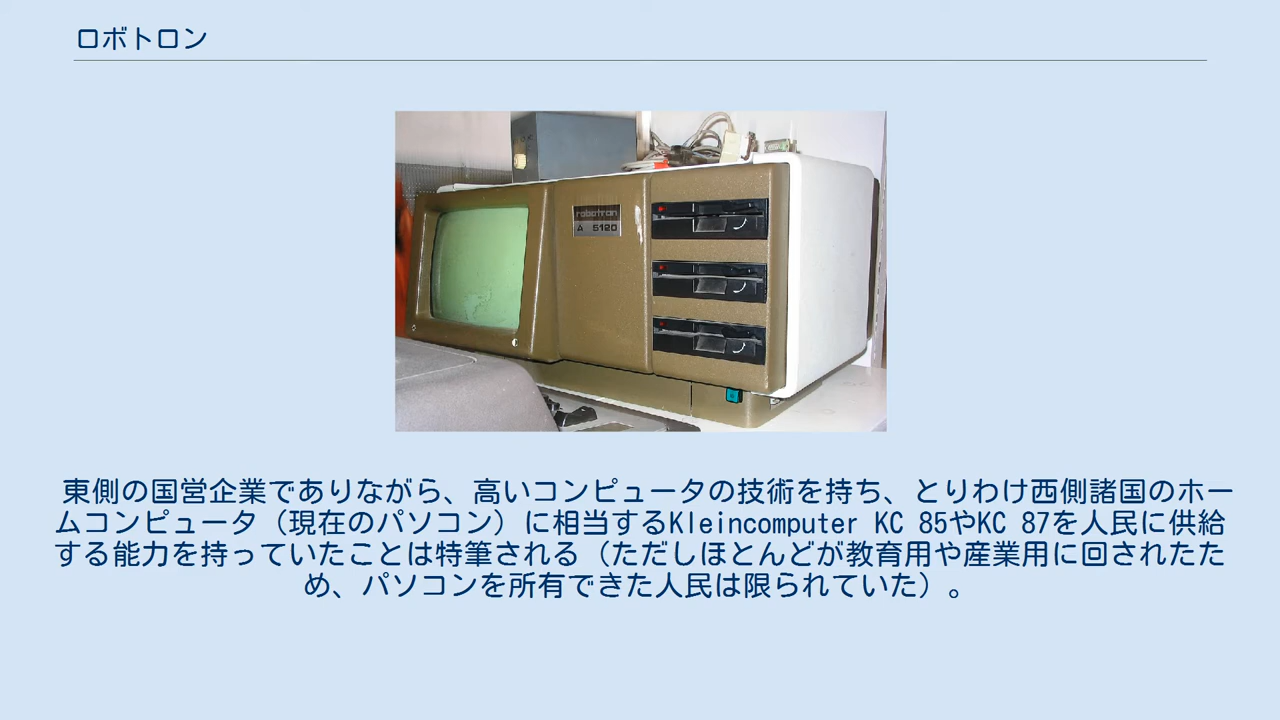 ロボトロン
robotron
A 5120
東側の国営企業でありながら、高いコンピュータの技術を持ち、とりわけ西側諸国のホー
ムコンピュータ（現在のパソコン）に相当するKleincomputer KC 85やKC 87を人民に供給
する能力を持っていたことは特筆される（ただしほとんどが教育用や産業用に回されたた
め、パソコンを所有できた人民は限られていた）。